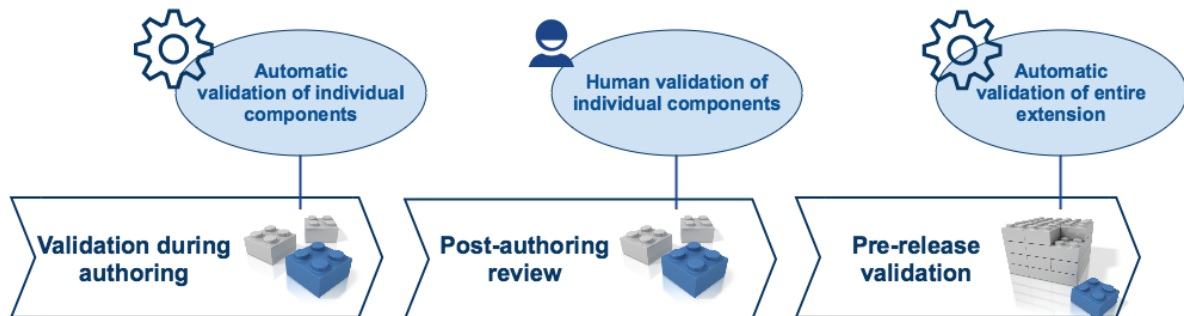 Automatic
validation of individual
components
Human validation of
individual components
Automatic
validation of entire
extension
Validation during
authoring
Post-authoring
review
Pre-release
validation